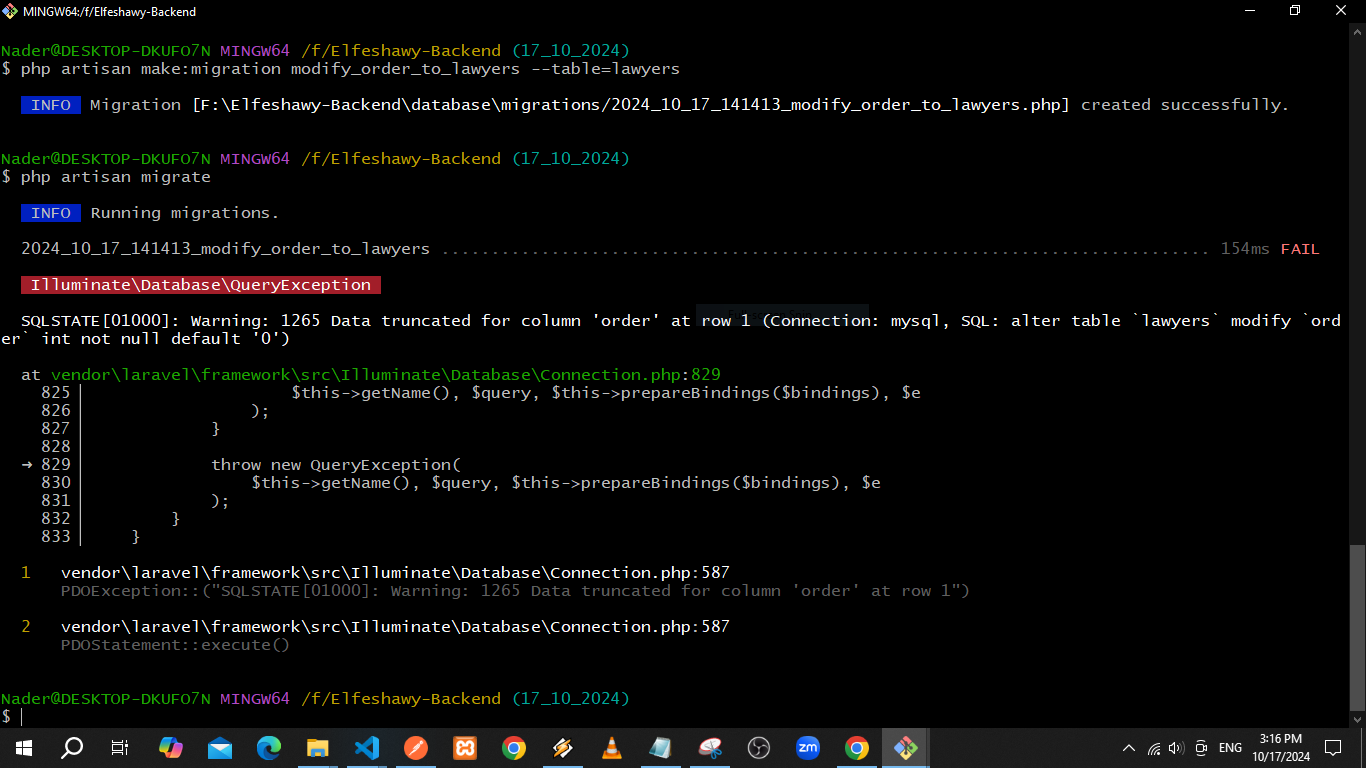 MINGW64:/f/Elfeshawy-Backend
Nader@DESKTOP-DKUFO7N MINGW64 /f/Elfeshawy-Backend (17_10_2024)
$ php artisan make:migration modify_order_to_lawyers --table=lawyers
INFO Migration [F:\Elfeshawy-Backend\database\migrations/2024_10_17_141413_modify_order_to_lawyers.php] created successfully.
Nader@DESKTOP-DKUFO7N MINGW64 /f/Elfeshawy-Backend (17_10_2024)
$ php artisan migrate
INFO Running migrations.
2024_10_17_141413_modify_order_to_lawyers ............................................................................. 154ms FAIL
Illuminate\Database\QueryException
SQLSTATE[01000]: Warning: 1265 Data truncated for column 'order' at row 1 (Connection: mysql, SQL: alter table `lawyers` modify `ord
er` int not null default '0')
at vendor\laravel\framework\src\Illuminate\Database\Connection.php:829
825 $this->getName(), $query, $this->prepareBindings($bindings), $e
826 );
827 }
828
➜ 829 throw new QueryException(
830 $this->getName(), $query, $this->prepareBindings($bindings), $e
831 );
832 }
833 }
1 vendor\laravel\framework\src\Illuminate\Database\Connection.php:587
PDOException::("SQLSTATE[01000]: Warning: 1265 Data truncated for column 'order' at row 1")
2 vendor\laravel\framework\src\Illuminate\Database\Connection.php:587
PDOStatement::execute()
Nader@DESKTOP-DKUFO7N MINGW64 /f/Elfeshawy-Backend (17_10_2024)
$
zm
ENG
3:16 PM
10/17/2024